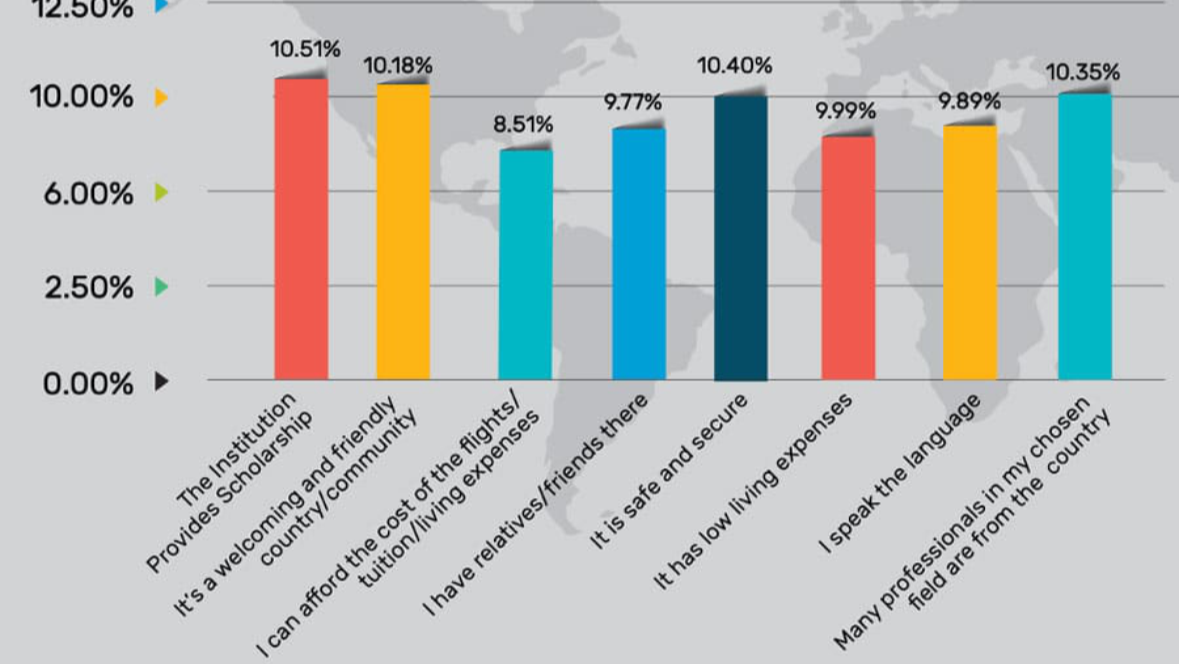 12.50%
10.00%
6.00%
2.50%
0.00%
10.51%
10.18%
8.51%
9.77%
10.40%
9.99%
9.89%
10.35%
The Institution
Provides Scholarship
It's a welcoming and friendly
country/community
I can afford the cost of the flights/
tuition/living expenses
I have relatives/friends there
It is safe and secure
It has low living expenses
I speak the language
Many professionals in my chosen
field are from the country